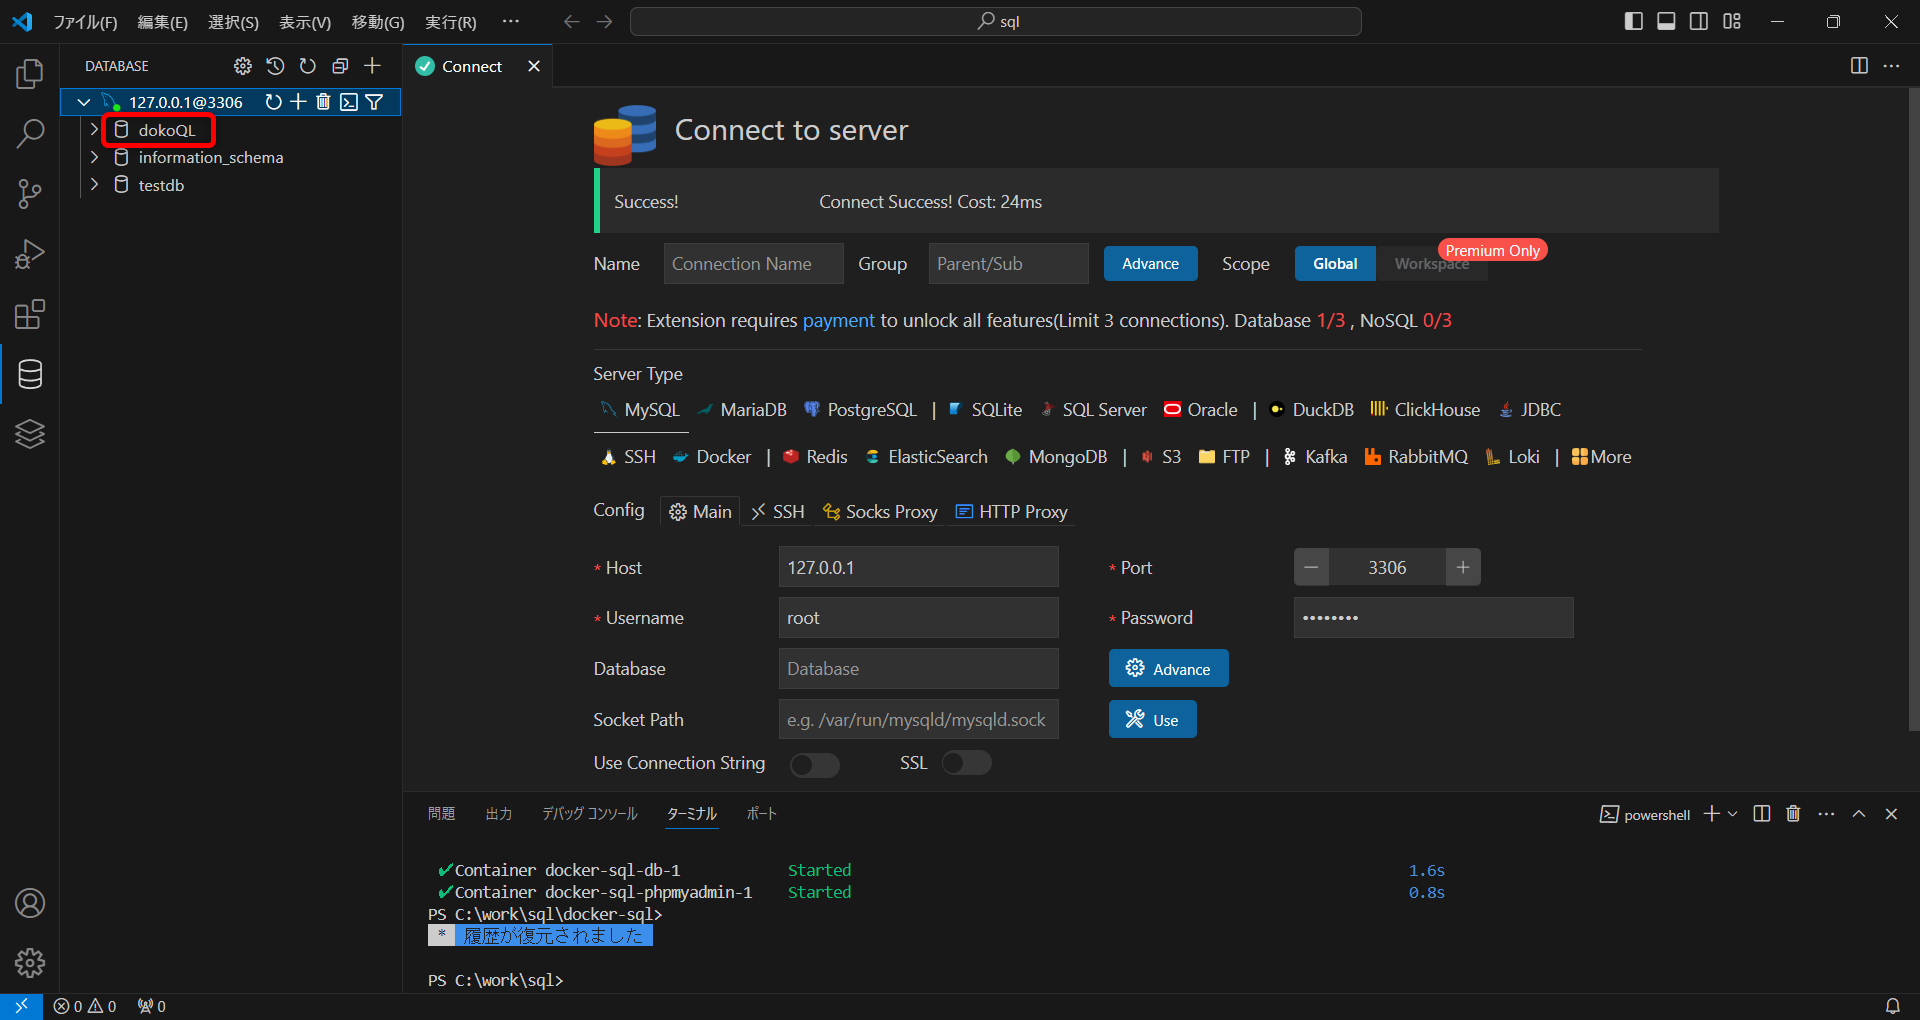 ファイル(F) 編集(E) 選択(S) 表示(V) 移動(G) 実行(R) ··· sql
DATABASE
127.0.0.1@3306
dokoQL
information_schema
testdb
Connect
Connect to server
Success! Connect Success! Cost: 24ms
Name Connection Name Group Parent/Sub Advance Scope Global Workspace Premium Only
Note: Extension requires payment to unlock all features(Limit 3 connections). Database 1/3 , NoSQL 0/3
Server Type
MySQL MariaDB PostgreSQL | SQLite SQL Server Oracle | DuckDB ClickHouse JDBC
SSH Docker | Redis ElasticSearch MongoDB | S3 FTP | Kafka RabbitMQ Loki | More
Config Main SSH Socks Proxy HTTP Proxy
* Host 127.0.0.1 * Port 3306
* Username root * Password ••••••••
Database Database Advance
Socket Path e.g. /var/run/mysqld/mysqld.sock Use
Use Connection String SSL
問題 出力 デバッグ コンソール ターミナル ポート powershell
✔Container docker-sql-db-1 Started 1.6s
✔Container docker-sql-phpmyadmin-1 Started 0.8s
PS C:\work\sql\docker-sql>
* 履歴が復元されました
PS C:\work\sql>
0 0 0